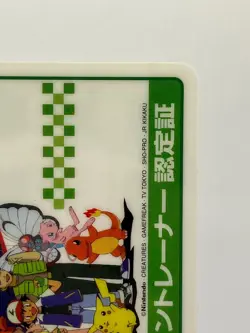 ントレーナー 認定証
©Nintendo CREATURES GAMEFREAK TV TOKYO SHO-PRO JR KIKAKU